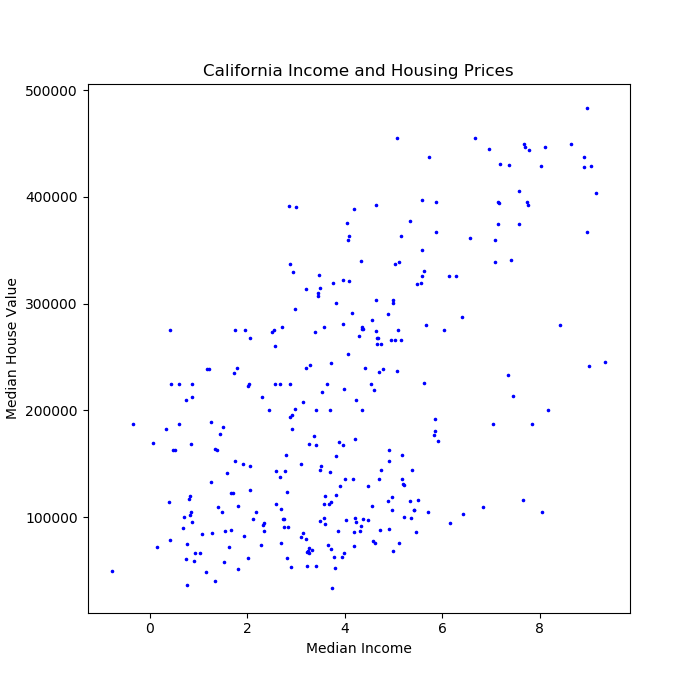 California Income and Housing Prices
500000
400000
300000
200000
100000
Median House Value
0 2 4 6 8
Median Income